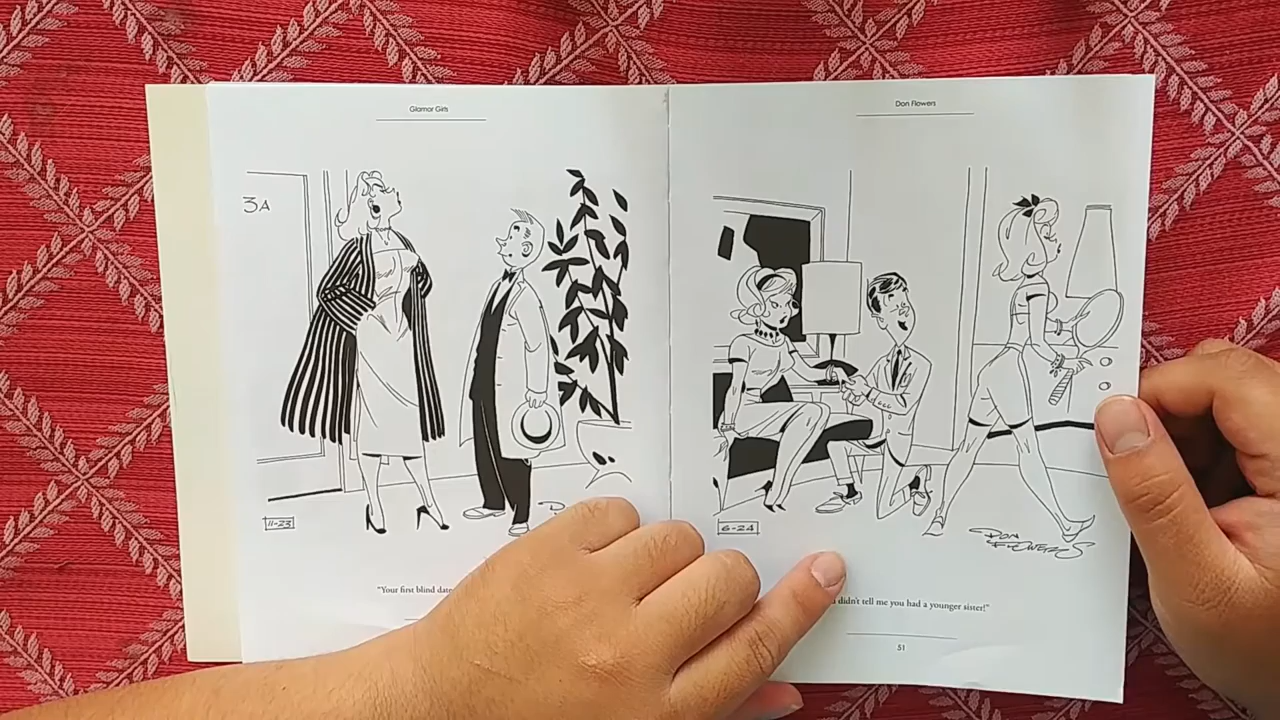 Glamor Girls
3A
11-23
"Your first blind date
Don Flowers
6-24
DON
FLOWERS
didn't tell me you had a younger sister!"
51